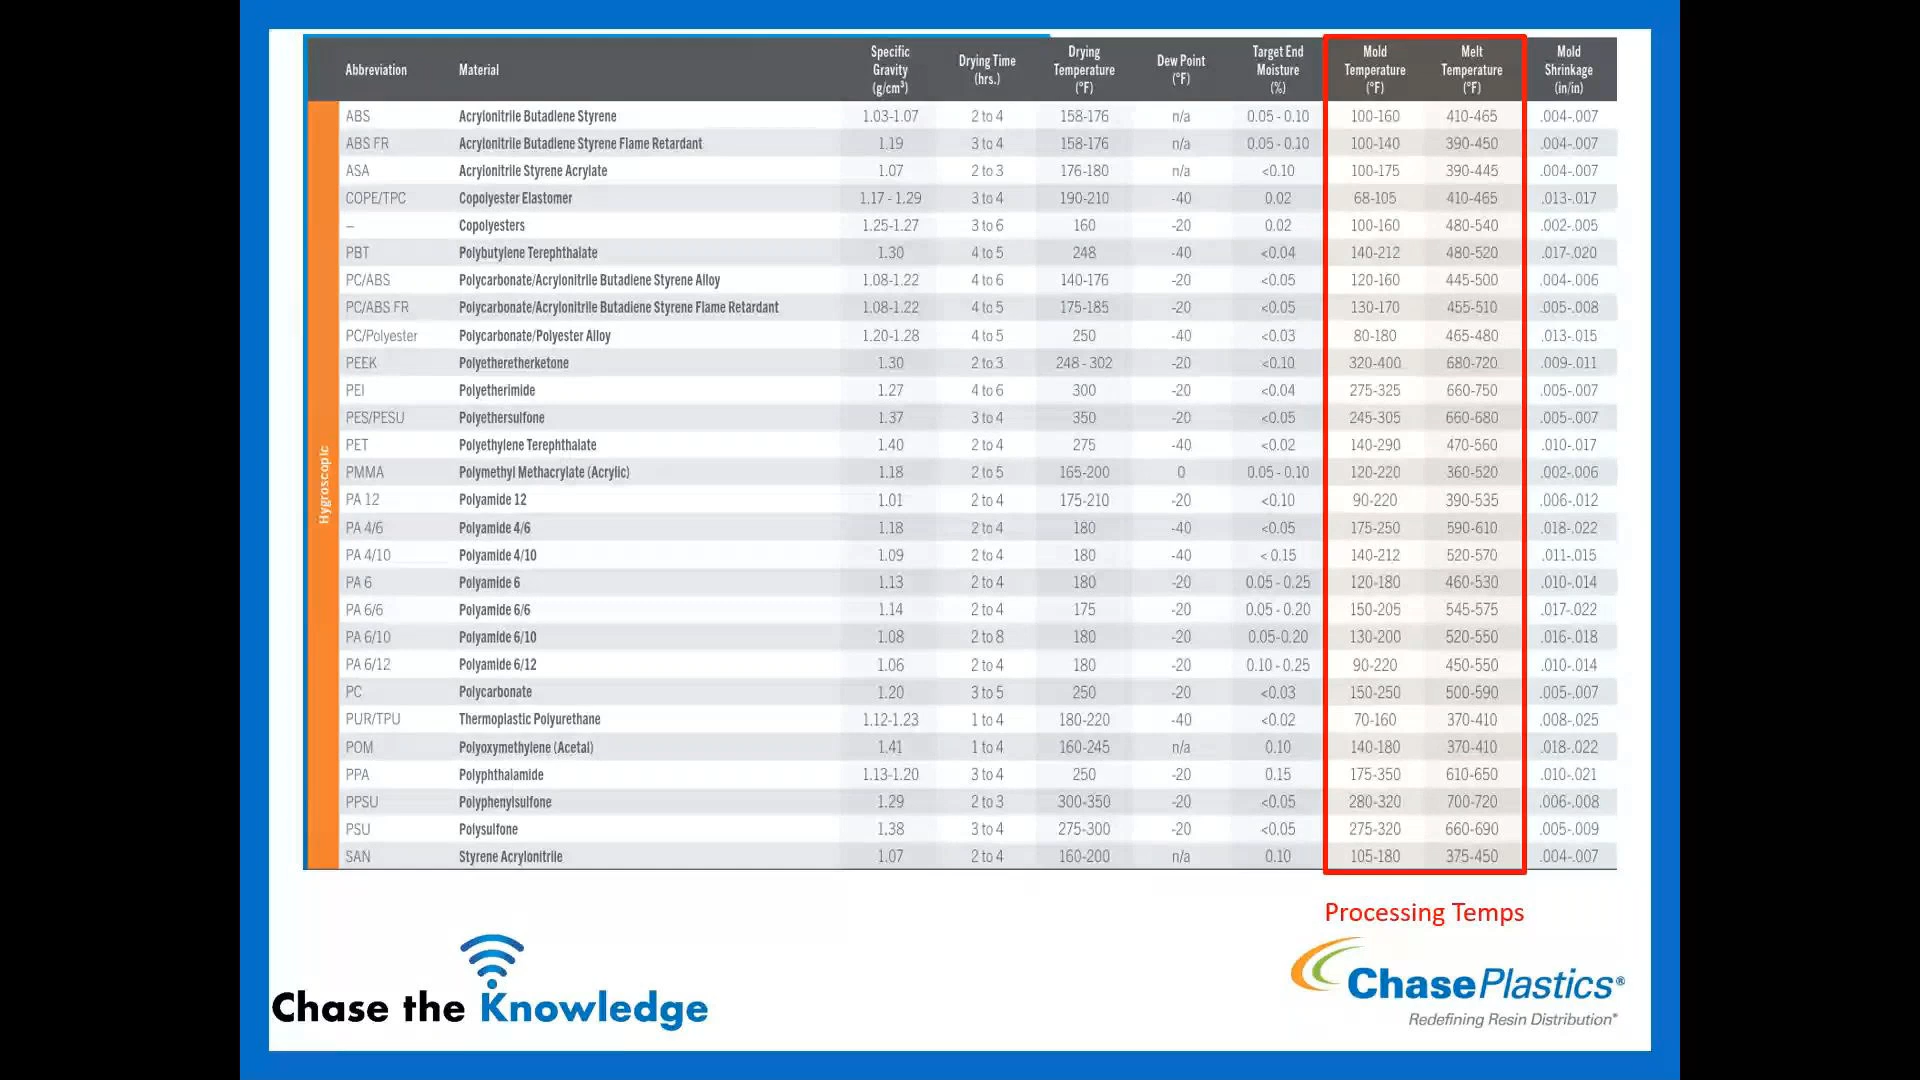 Abbreviation Material Specific Gravity (g/cm³) Drying Time (hrs.) Drying Temperature (°F) Dew Point (°F) Target End Moisture (%) Mold Temperature (°F) Melt Temperature (°F) Mold Shrinkage (in/in)
Hygroscopic
ABS Acrylonitrile Butadiene Styrene 1.03-1.07 2 to 4 158-176 n/a 0.05 - 0.10 100-160 410-465 .004-.007
ABS FR Acrylonitrile Butadiene Styrene Flame Retardant 1.19 3 to 4 158-176 n/a 0.05 - 0.10 100-140 390-450 .004-.007
ASA Acrylonitrile Styrene Acrylate 1.07 2 to 3 176-180 n/a <0.10 100-175 390-445 .004-.007
COPE/TPC Copolyester Elastomer 1.17 - 1.29 3 to 4 190-210 -40 0.02 68-105 410-465 .013-.017
– Copolyesters 1.25-1.27 3 to 6 160 -20 0.02 100-160 480-540 .002-.005
PBT Polybutylene Terephthalate 1.30 4 to 5 248 -40 <0.04 140-212 480-520 .017-.020
PC/ABS Polycarbonate/Acrylonitrile Butadiene Styrene Alloy 1.08-1.22 4 to 6 140-176 -20 <0.05 120-160 445-500 .004-.006
PC/ABS FR Polycarbonate/Acrylonitrile Butadiene Styrene Flame Retardant 1.08-1.22 4 to 5 175-185 -20 <0.05 130-170 455-510 .005-.008
PC/Polyester Polycarbonate/Polyester Alloy 1.20-1.28 4 to 5 250 -40 <0.03 80-180 465-480 .013-.015
PEEK Polyetheretherketone 1.30 2 to 3 248 - 302 -20 <0.10 320-400 680-720 .009-.011
PEI Polyetherimide 1.27 4 to 6 300 -20 <0.04 275-325 660-750 .005-.007
PES/PESU Polyethersulfone 1.37 3 to 4 350 -20 <0.05 245-305 660-680 .005-.007
PET Polyethylene Terephthalate 1.40 2 to 4 275 -40 <0.02 140-290 470-560 .010-.017
PMMA Polymethyl Methacrylate (Acrylic) 1.18 2 to 5 165-200 0 0.05 - 0.10 120-220 360-520 .002-.006
PA 12 Polyamide 12 1.01 2 to 4 175-210 -20 <0.10 90-220 390-535 .006-.012
PA 4/6 Polyamide 4/6 1.18 2 to 4 180 -40 <0.05 175-250 590-610 .018-.022
PA 4/10 Polyamide 4/10 1.09 2 to 4 180 -40 < 0.15 140-212 520-570 .011-.015
PA 6 Polyamide 6 1.13 2 to 4 180 -20 0.05 - 0.25 120-180 460-530 .010-.014
PA 6/6 Polyamide 6/6 1.14 2 to 4 175 -20 0.05 - 0.20 150-205 545-575 .017-.022
PA 6/10 Polyamide 6/10 1.08 2 to 8 180 -20 0.05-0.20 130-200 520-550 .016-.018
PA 6/12 Polyamide 6/12 1.06 2 to 4 180 -20 0.10 - 0.25 90-220 450-550 .010-.014
PC Polycarbonate 1.20 3 to 5 250 -20 <0.03 150-250 500-590 .005-.007
PUR/TPU Thermoplastic Polyurethane 1.12-1.23 1 to 4 180-220 -40 <0.02 70-160 370-410 .008-.025
POM Polyoxymethylene (Acetal) 1.41 1 to 4 160-245 n/a 0.10 140-180 370-410 .018-.022
PPA Polyphthalamide 1.13-1.20 3 to 4 250 -20 0.15 175-350 610-650 .010-.021
PPSU Polyphenylsulfone 1.29 2 to 3 300-350 -20 <0.05 280-320 700-720 .006-.008
PSU Polysulfone 1.38 3 to 4 275-300 -20 <0.05 275-320 660-690 .005-.009
SAN Styrene Acrylonitrile 1.07 2 to 4 160-200 n/a 0.10 105-180 375-450 .004-.007
Processing Temps
Chase the Knowledge
ChasePlastics®
Redefining Resin Distribution®